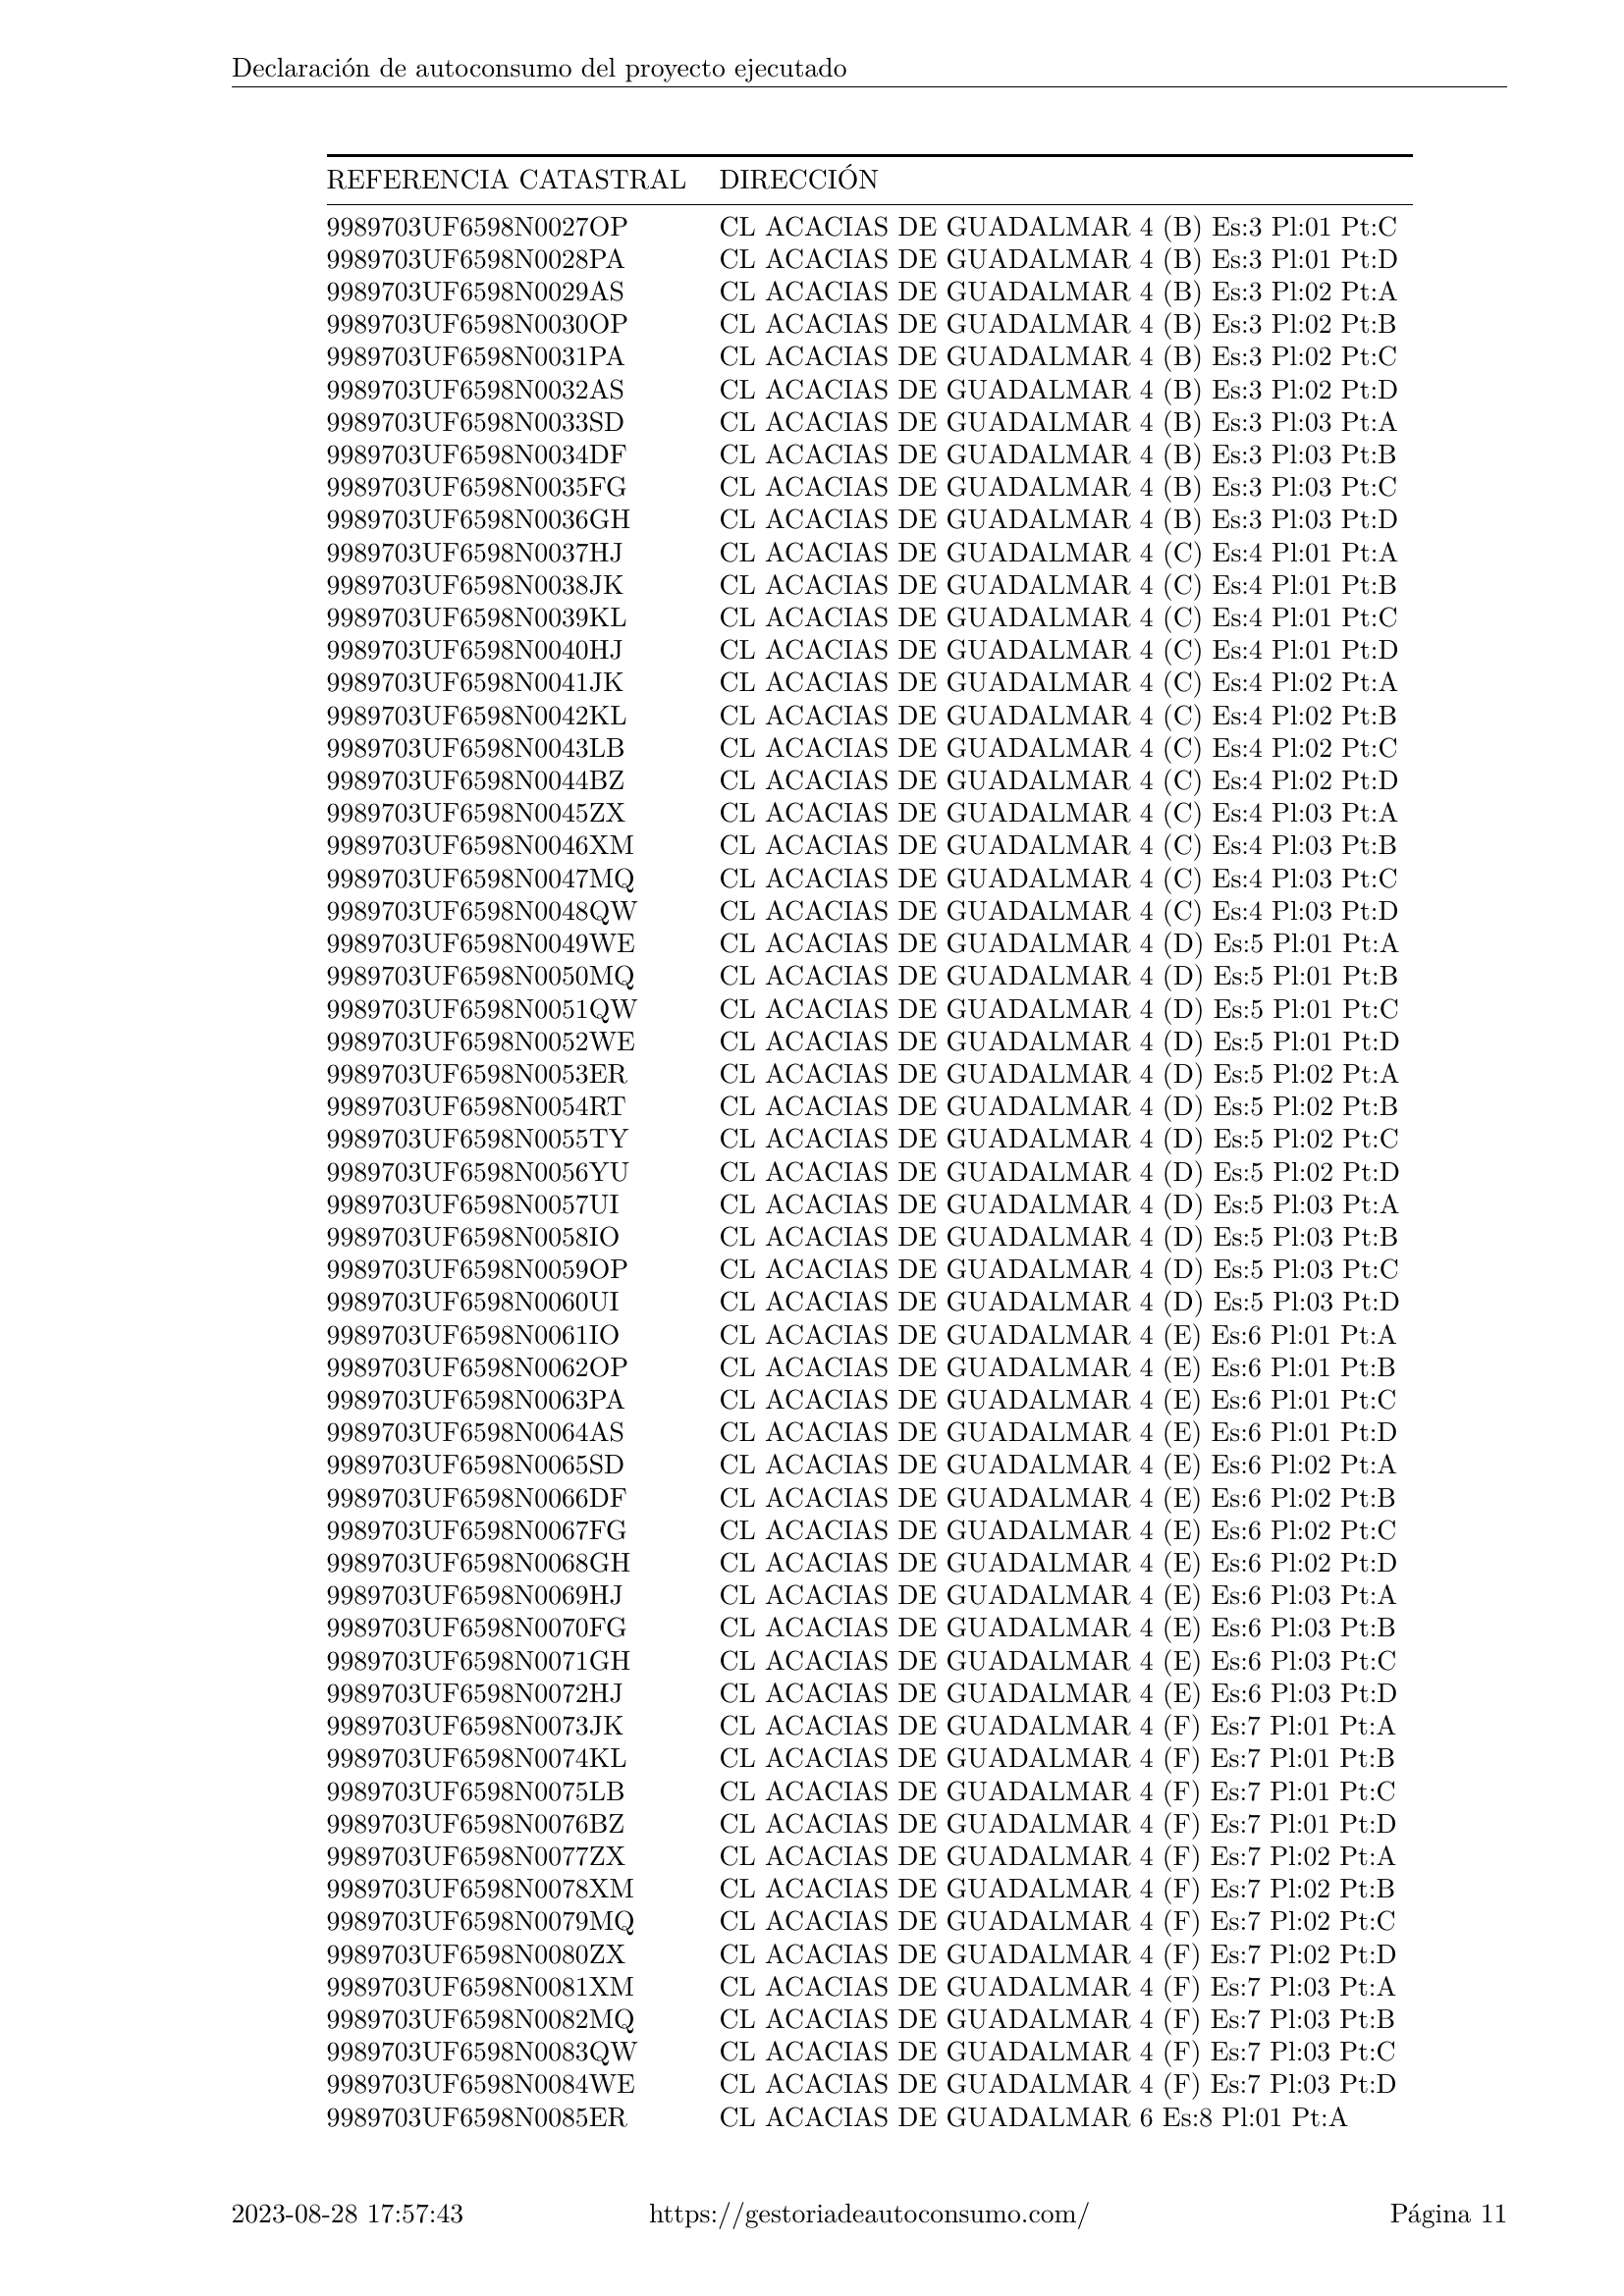 Declaración de autoconsumo del proyecto ejecutado
REFERENCIA CATASTRAL DIRECCIÓN
9989703UF6598N0027OP CL ACACIAS DE GUADALMAR 4 (B) Es:3 Pl:01 Pt:C
9989703UF6598N0028PA CL ACACIAS DE GUADALMAR 4 (B) Es:3 Pl:01 Pt:D
9989703UF6598N0029AS CL ACACIAS DE GUADALMAR 4 (B) Es:3 Pl:02 Pt:A
9989703UF6598N0030OP CL ACACIAS DE GUADALMAR 4 (B) Es:3 Pl:02 Pt:B
9989703UF6598N0031PA CL ACACIAS DE GUADALMAR 4 (B) Es:3 Pl:02 Pt:C
9989703UF6598N0032AS CL ACACIAS DE GUADALMAR 4 (B) Es:3 Pl:02 Pt:D
9989703UF6598N0033SD CL ACACIAS DE GUADALMAR 4 (B) Es:3 Pl:03 Pt:A
9989703UF6598N0034DF CL ACACIAS DE GUADALMAR 4 (B) Es:3 Pl:03 Pt:B
9989703UF6598N0035FG CL ACACIAS DE GUADALMAR 4 (B) Es:3 Pl:03 Pt:C
9989703UF6598N0036GH CL ACACIAS DE GUADALMAR 4 (B) Es:3 Pl:03 Pt:D
9989703UF6598N0037HJ CL ACACIAS DE GUADALMAR 4 (C) Es:4 Pl:01 Pt:A
9989703UF6598N0038JK CL ACACIAS DE GUADALMAR 4 (C) Es:4 Pl:01 Pt:B
9989703UF6598N0039KL CL ACACIAS DE GUADALMAR 4 (C) Es:4 Pl:01 Pt:C
9989703UF6598N0040HJ CL ACACIAS DE GUADALMAR 4 (C) Es:4 Pl:01 Pt:D
9989703UF6598N0041JK CL ACACIAS DE GUADALMAR 4 (C) Es:4 Pl:02 Pt:A
9989703UF6598N0042KL CL ACACIAS DE GUADALMAR 4 (C) Es:4 Pl:02 Pt:B
9989703UF6598N0043LB CL ACACIAS DE GUADALMAR 4 (C) Es:4 Pl:02 Pt:C
9989703UF6598N0044BZ CL ACACIAS DE GUADALMAR 4 (C) Es:4 Pl:02 Pt:D
9989703UF6598N0045ZX CL ACACIAS DE GUADALMAR 4 (C) Es:4 Pl:03 Pt:A
9989703UF6598N0046XM CL ACACIAS DE GUADALMAR 4 (C) Es:4 Pl:03 Pt:B
9989703UF6598N0047MQ CL ACACIAS DE GUADALMAR 4 (C) Es:4 Pl:03 Pt:C
9989703UF6598N0048QW CL ACACIAS DE GUADALMAR 4 (C) Es:4 Pl:03 Pt:D
9989703UF6598N0049WE CL ACACIAS DE GUADALMAR 4 (D) Es:5 Pl:01 Pt:A
9989703UF6598N0050MQ CL ACACIAS DE GUADALMAR 4 (D) Es:5 Pl:01 Pt:B
9989703UF6598N0051QW CL ACACIAS DE GUADALMAR 4 (D) Es:5 Pl:01 Pt:C
9989703UF6598N0052WE CL ACACIAS DE GUADALMAR 4 (D) Es:5 Pl:01 Pt:D
9989703UF6598N0053ER CL ACACIAS DE GUADALMAR 4 (D) Es:5 Pl:02 Pt:A
9989703UF6598N0054RT CL ACACIAS DE GUADALMAR 4 (D) Es:5 Pl:02 Pt:B
9989703UF6598N0055TY CL ACACIAS DE GUADALMAR 4 (D) Es:5 Pl:02 Pt:C
9989703UF6598N0056YU CL ACACIAS DE GUADALMAR 4 (D) Es:5 Pl:02 Pt:D
9989703UF6598N0057UI CL ACACIAS DE GUADALMAR 4 (D) Es:5 Pl:03 Pt:A
9989703UF6598N0058IO CL ACACIAS DE GUADALMAR 4 (D) Es:5 Pl:03 Pt:B
9989703UF6598N0059OP CL ACACIAS DE GUADALMAR 4 (D) Es:5 Pl:03 Pt:C
9989703UF6598N0060UI CL ACACIAS DE GUADALMAR 4 (D) Es:5 Pl:03 Pt:D
9989703UF6598N0061IO CL ACACIAS DE GUADALMAR 4 (E) Es:6 Pl:01 Pt:A
9989703UF6598N0062OP CL ACACIAS DE GUADALMAR 4 (E) Es:6 Pl:01 Pt:B
9989703UF6598N0063PA CL ACACIAS DE GUADALMAR 4 (E) Es:6 Pl:01 Pt:C
9989703UF6598N0064AS CL ACACIAS DE GUADALMAR 4 (E) Es:6 Pl:01 Pt:D
9989703UF6598N0065SD CL ACACIAS DE GUADALMAR 4 (E) Es:6 Pl:02 Pt:A
9989703UF6598N0066DF CL ACACIAS DE GUADALMAR 4 (E) Es:6 Pl:02 Pt:B
9989703UF6598N0067FG CL ACACIAS DE GUADALMAR 4 (E) Es:6 Pl:02 Pt:C
9989703UF6598N0068GH CL ACACIAS DE GUADALMAR 4 (E) Es:6 Pl:02 Pt:D
9989703UF6598N0069HJ CL ACACIAS DE GUADALMAR 4 (E) Es:6 Pl:03 Pt:A
9989703UF6598N0070FG CL ACACIAS DE GUADALMAR 4 (E) Es:6 Pl:03 Pt:B
9989703UF6598N0071GH CL ACACIAS DE GUADALMAR 4 (E) Es:6 Pl:03 Pt:C
9989703UF6598N0072HJ CL ACACIAS DE GUADALMAR 4 (E) Es:6 Pl:03 Pt:D
9989703UF6598N0073JK CL ACACIAS DE GUADALMAR 4 (F) Es:7 Pl:01 Pt:A
9989703UF6598N0074KL CL ACACIAS DE GUADALMAR 4 (F) Es:7 Pl:01 Pt:B
9989703UF6598N0075LB CL ACACIAS DE GUADALMAR 4 (F) Es:7 Pl:01 Pt:C
9989703UF6598N0076BZ CL ACACIAS DE GUADALMAR 4 (F) Es:7 Pl:01 Pt:D
9989703UF6598N0077ZX CL ACACIAS DE GUADALMAR 4 (F) Es:7 Pl:02 Pt:A
9989703UF6598N0078XM CL ACACIAS DE GUADALMAR 4 (F) Es:7 Pl:02 Pt:B
9989703UF6598N0079MQ CL ACACIAS DE GUADALMAR 4 (F) Es:7 Pl:02 Pt:C
9989703UF6598N0080ZX CL ACACIAS DE GUADALMAR 4 (F) Es:7 Pl:02 Pt:D
9989703UF6598N0081XM CL ACACIAS DE GUADALMAR 4 (F) Es:7 Pl:03 Pt:A
9989703UF6598N0082MQ CL ACACIAS DE GUADALMAR 4 (F) Es:7 Pl:03 Pt:B
9989703UF6598N0083QW CL ACACIAS DE GUADALMAR 4 (F) Es:7 Pl:03 Pt:C
9989703UF6598N0084WE CL ACACIAS DE GUADALMAR 4 (F) Es:7 Pl:03 Pt:D
9989703UF6598N0085ER CL ACACIAS DE GUADALMAR 6 Es:8 Pl:01 Pt:A
2023-08-28 17:57:43 https://gestoriadeautoconsumo.com/ Página 11